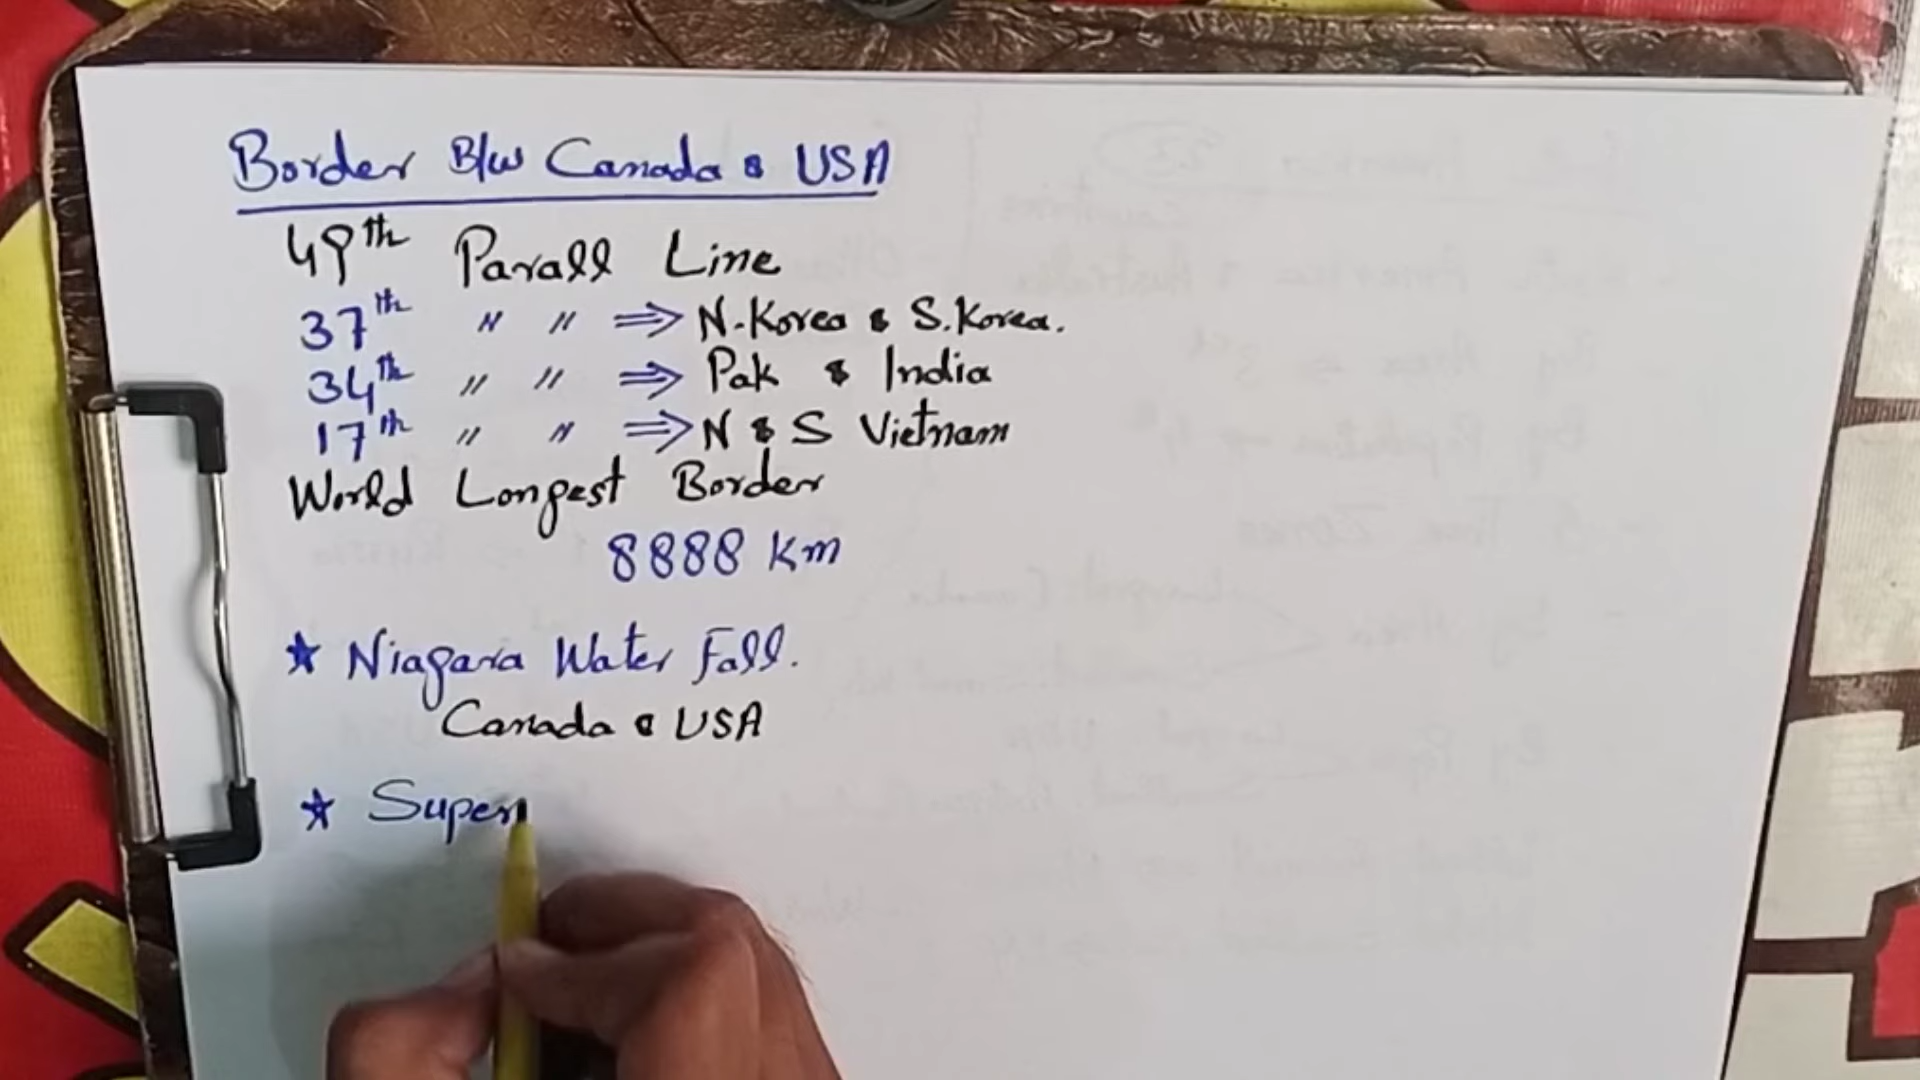 Border B/w Canada & USA
49th Parall Line
37th " " ⇒ N.Korea & S.Korea.
34th " " ⇒ Pak & India
17th " " ⇒ N & S Vietnam
World Longest Border
8888 Km
★ Niagara Water Fall.
Canada & USA
★ Super